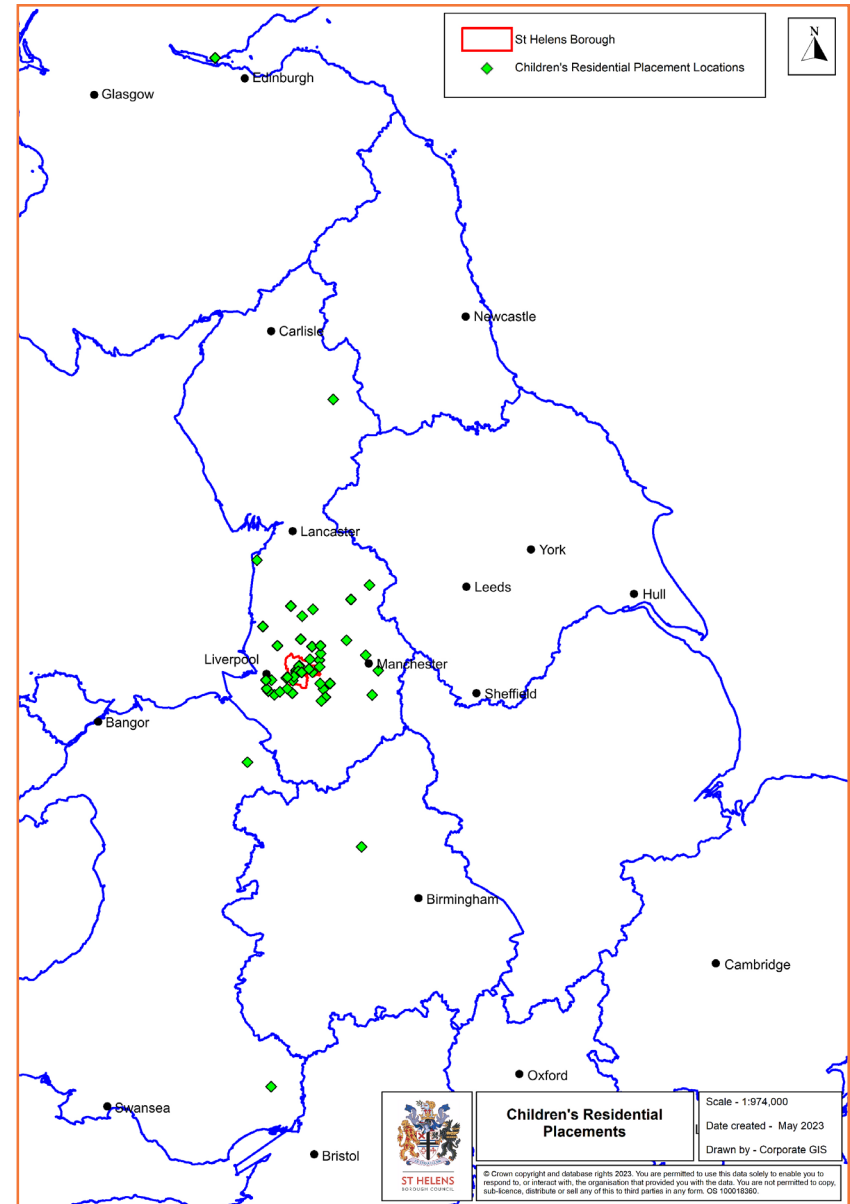 St Helens Borough
Children's Residential Placement Locations
N
Edinburgh
Glasgow
Newcastle
Carlisle
Lancaster
York
Leeds
Hull
Liverpool
Manchester
Sheffield
Bangor
Birmingham
Cambridge
Oxford
Swansea
Bristol
ST HELENS
BOROUGH COUNCIL
Children's Residential
Placements
Scale - 1:974,000
Date created - May 2023
Drawn by - Corporate GIS
© Crown copyright and database rights 2023. You are permitted to use this data solely to enable you to
respond to, or interact with, the organisation that provided you with the data. You are not permitted to copy,
sub-licence, distribute or sell any of this to third parties in any form. OS 100018360.